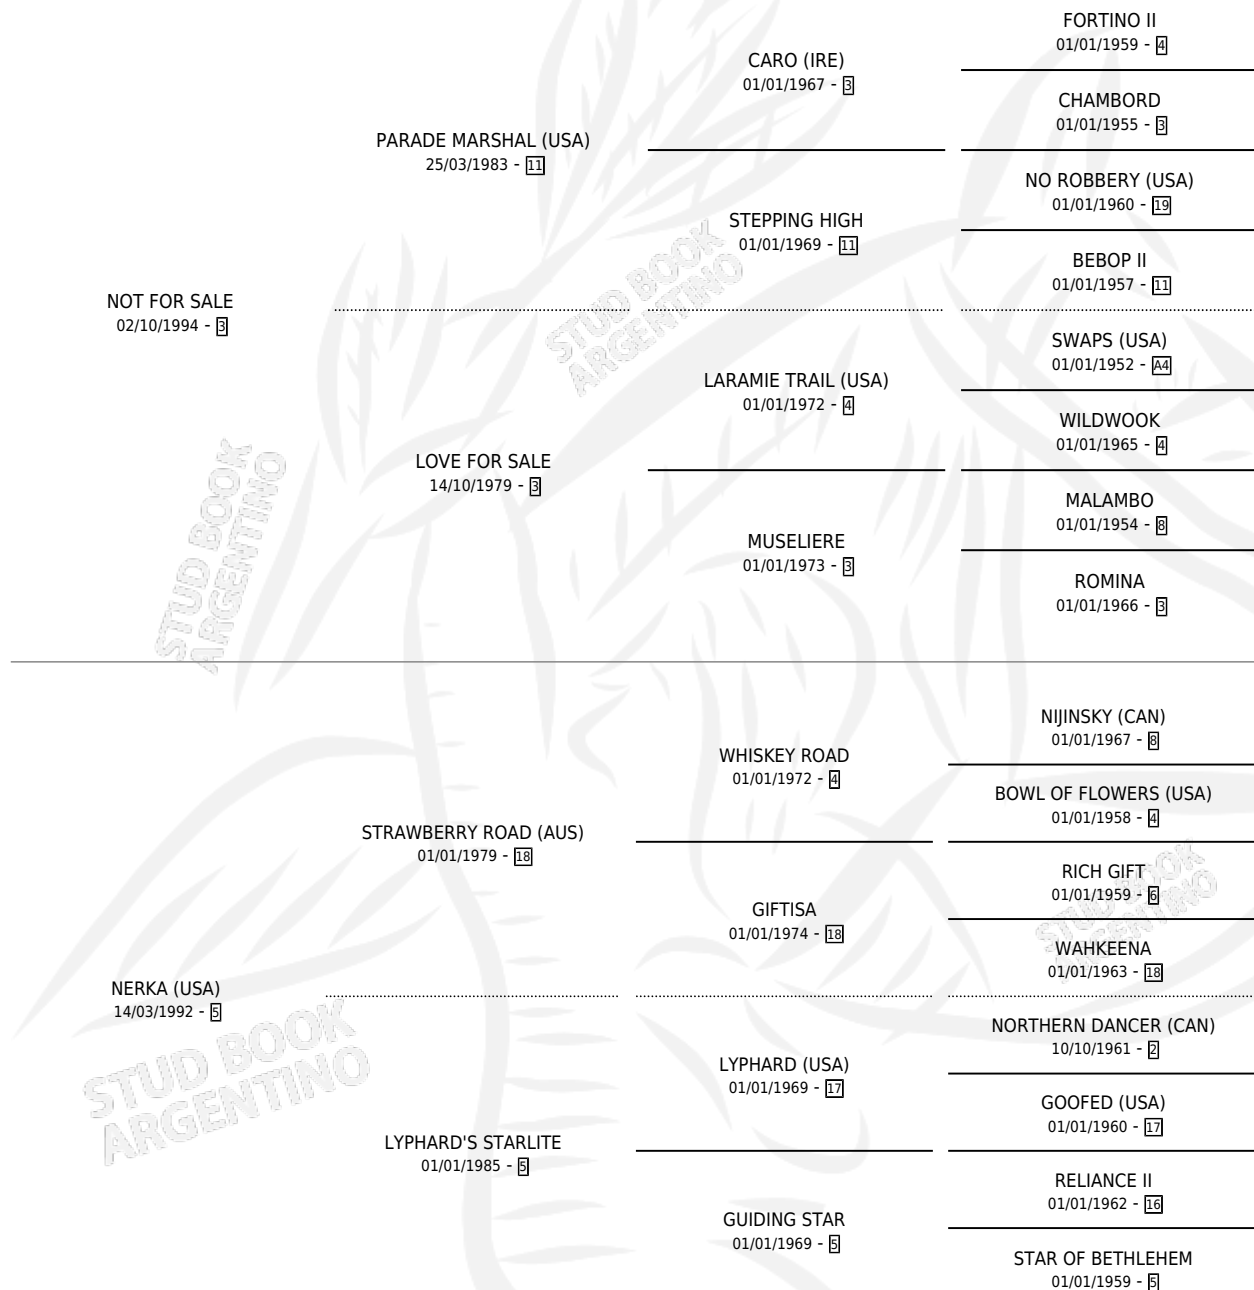 FORTINO II
01/01/1959 - 4
CARO (IRE)
01/01/1967 - 3
CHAMBORD
01/01/1955 - 3
PARADE MARSHAL (USA)
25/03/1983 - 11
NO ROBBERY (USA)
01/01/1960 - 19
STEPPING HIGH
01/01/1969 - 11
BEBOP II
01/01/1957 - 11
NOT FOR SALE
02/10/1994 - 3
STUD BOOK
ARGENTINO
SWAPS (USA)
01/01/1952 - A4
LARAMIE TRAIL (USA)
01/01/1972 - 4
WILDWOOK
01/01/1965 - 4
LOVE FOR SALE
14/10/1979 - 3
MALAMBO
01/01/1954 - 8
MUSELIERE
01/01/1973 - 3
ROMINA
01/01/1966 - 3
STUD BOOK
ARGENTINO
NIJINSKY (CAN)
01/01/1967 - 8
WHISKEY ROAD
01/01/1972 - 4
BOWL OF FLOWERS (USA)
01/01/1958 - 4
STRAWBERRY ROAD (AUS)
01/01/1979 - 18
RICH GIFT
01/01/1959 - 6
GIFTISA
01/01/1974 - 18
STUD BOOK
ARGENTINO
WAHKEENA
01/01/1963 - 18
NERKA (USA)
14/03/1992 - 5
NORTHERN DANCER (CAN)
10/10/1961 - 2
LYPHARD (USA)
01/01/1969 - 17
GOOFED (USA)
01/01/1960 - 17
STUD BOOK
ARGENTINO
LYPHARD'S STARLITE
01/01/1985 - 5
RELIANCE II
01/01/1962 - 16
GUIDING STAR
01/01/1969 - 5
STAR OF BETHLEHEM
01/01/1959 - 5